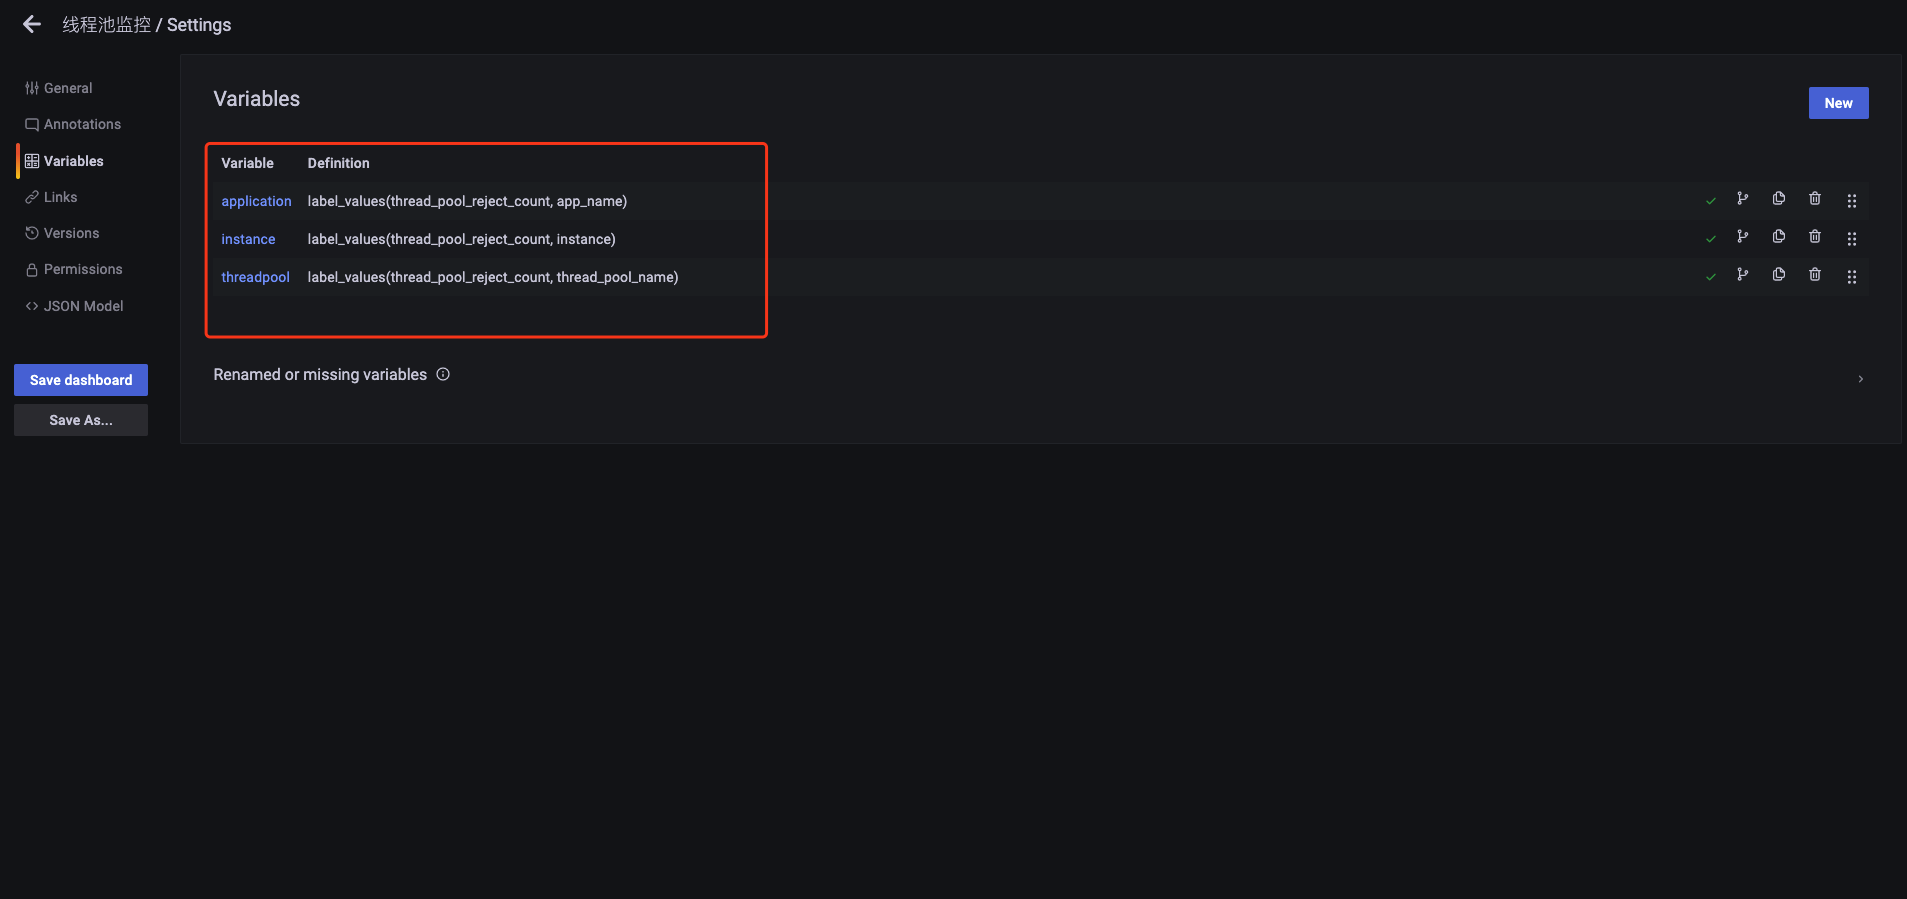 线程池监控 / Settings
General
Annotations
Variables
Links
Versions
Permissions
JSON Model
Save dashboard
Save As...
Variables
New
Variable Definition
application label_values(thread_pool_reject_count, app_name)
instance label_values(thread_pool_reject_count, instance)
threadpool label_values(thread_pool_reject_count, thread_pool_name)
Renamed or missing variables